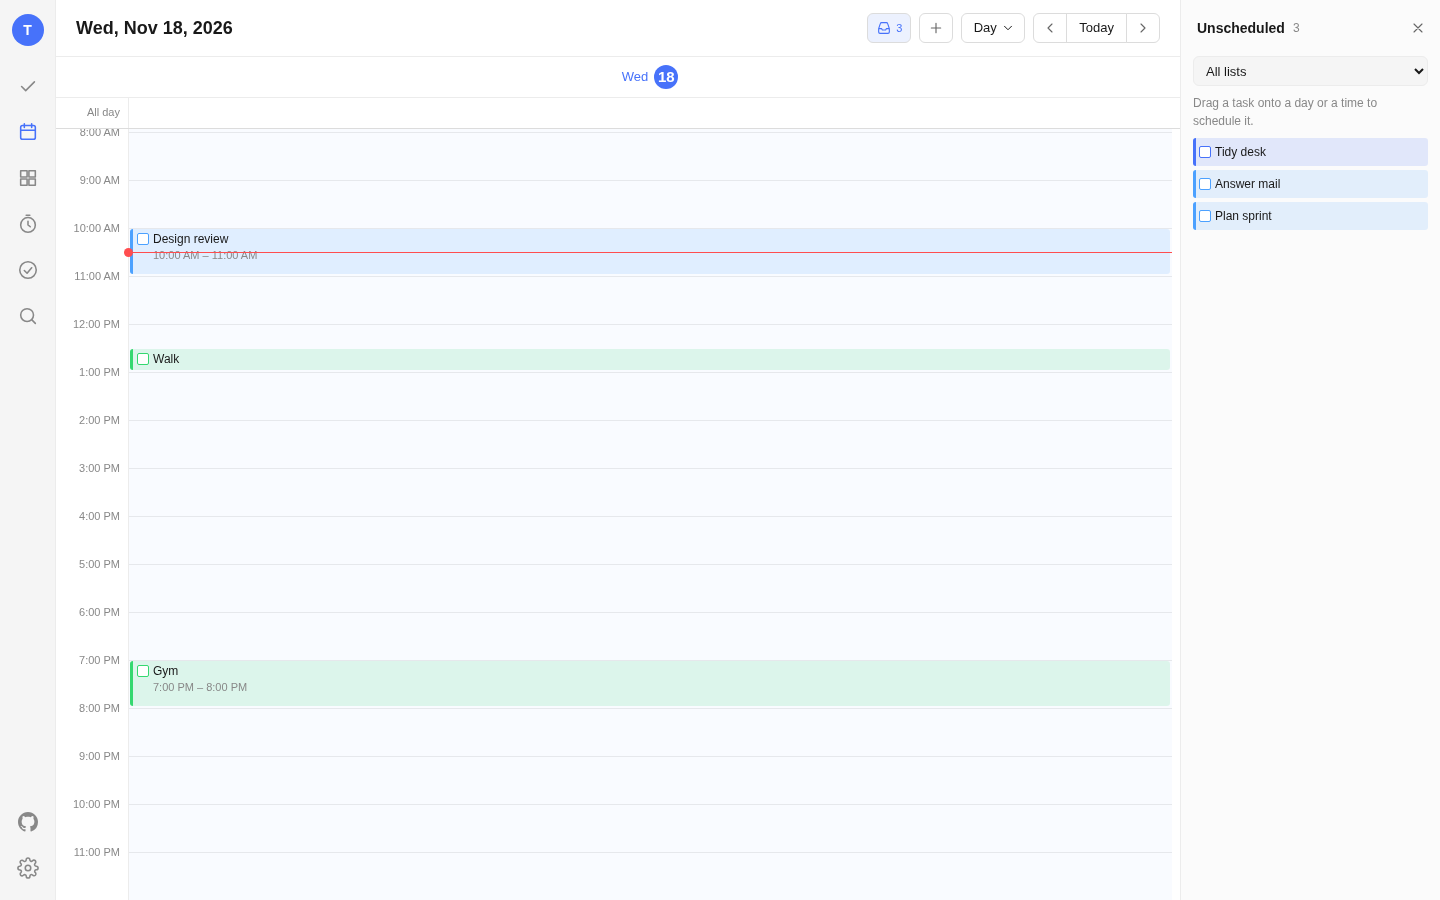 T
Wed, Nov 18, 2026
3
Day
Today
Unscheduled 3
Wed 18
All lists
Drag a task onto a day or a time to
schedule it.
Tidy desk
Answer mail
Plan sprint
All day
8:00 AM
9:00 AM
10:00 AM
Design review
10:00 AM – 11:00 AM
11:00 AM
12:00 PM
Walk
1:00 PM
2:00 PM
3:00 PM
4:00 PM
5:00 PM
6:00 PM
7:00 PM
Gym
7:00 PM – 8:00 PM
8:00 PM
9:00 PM
10:00 PM
11:00 PM